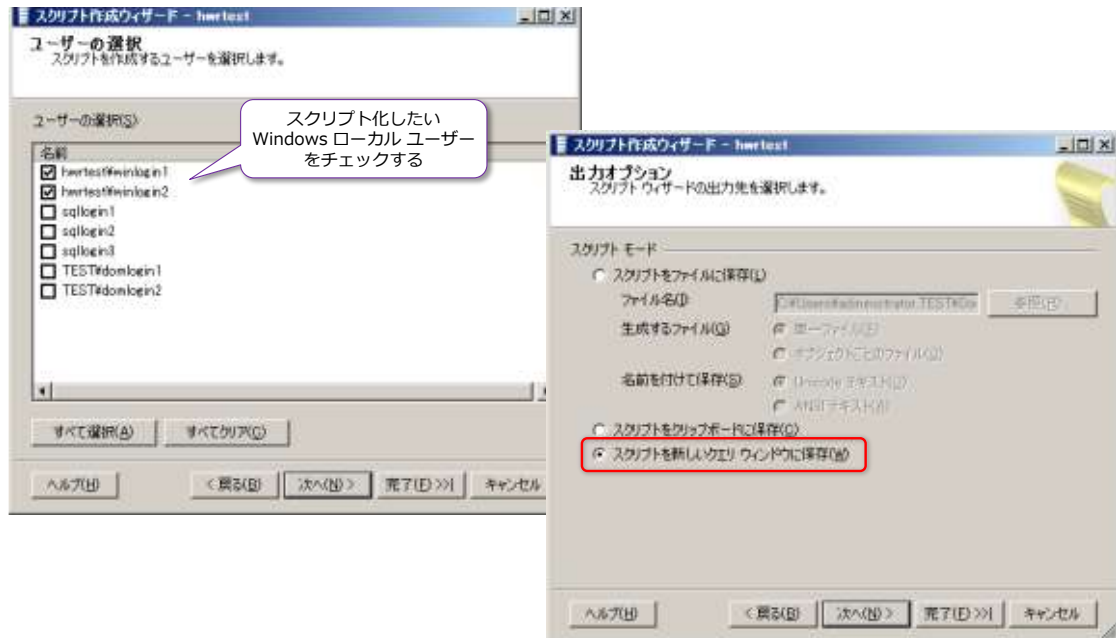 スクリプト作成ウィザード - hwrtest
ユーザーの選択
スクリプトを作成するユーザーを選択します。
ユーザーの選択(S)
スクリプト化したい
Windows ローカル ユーザー
をチェックする
名前
hwrtest¥winlogin1
hwrtest¥winlogin2
sqllogin1
sqllogin2
sqllogin3
TEST¥domlogin1
TEST¥domlogin2
すべて選択(A)
すべてクリア(C)
ヘルプ(H)
< 戻る(B)
次へ(N) >
完了(F) >>|
キャンセル
スクリプト作成ウィザード - hwrtest
出力オプション
スクリプト ウィザードの出力先を選択します。
スクリプト モード
スクリプトをファイルに保存(L)
ファイル名(I)
参照(R)
生成するファイル(G)
単一ファイル(E)
オブジェクトごとのファイル(O)
名前を付けて保存(S)
Unicode テキスト(U)
ANSI テキスト(A)
スクリプトをクリップボードに保存(C)
スクリプトを新しいクエリ ウィンドウに保存(W)
ヘルプ(H)
< 戻る(B)
次へ(N) >
完了(F) >>|
キャンセル